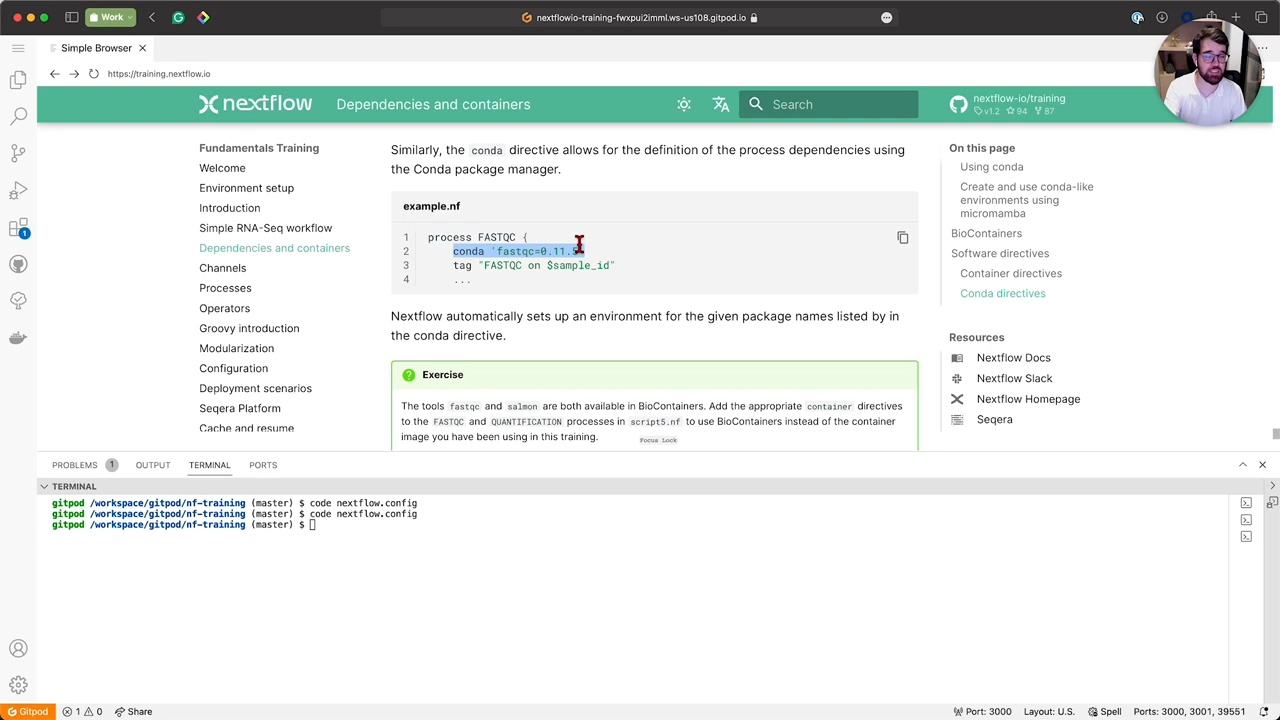 Work
nextflowio-training-fwxpui2imml.ws-us108.gitpod.io
Simple Browser
https://training.nextflow.io
nextflow
Dependencies and containers
Search
nextflow-io/training
v1.2 94 87
Fundamentals Training
Welcome
Environment setup
Introduction
Simple RNA-Seq workflow
Dependencies and containers
Channels
Processes
Operators
Groovy introduction
Modularization
Configuration
Deployment scenarios
Seqera Platform
Cache and resume
Similarly, the conda directive allows for the definition of the process dependencies using
the Conda package manager.
example.nf
1 process FASTQC {
2 conda 'fastqc=0.11.5'
3 tag "FASTQC on $sample_id"
4 ...
Nextflow automatically sets up an environment for the given package names listed by in
the conda directive.
Exercise
The tools fastqc and salmon are both available in BioContainers. Add the appropriate container directives
to the FASTQC and QUANTIFICATION processes in script5.nf to use BioContainers instead of the container
image you have been using in this training.
Focus Lock
On this page
Using conda
Create and use conda-like
environments using
micromamba
BioContainers
Software directives
Container directives
Conda directives
Resources
Nextflow Docs
Nextflow Slack
Nextflow Homepage
Seqera
1
PROBLEMS 1 OUTPUT TERMINAL PORTS
TERMINAL
gitpod /workspace/gitpod/nf-training (master) $ code nextflow.config
gitpod /workspace/gitpod/nf-training (master) $ code nextflow.config
gitpod /workspace/gitpod/nf-training (master) $
Gitpod 1 0 Share
Port: 3000 Layout: U.S. Spell Ports: 3000, 3001, 39551